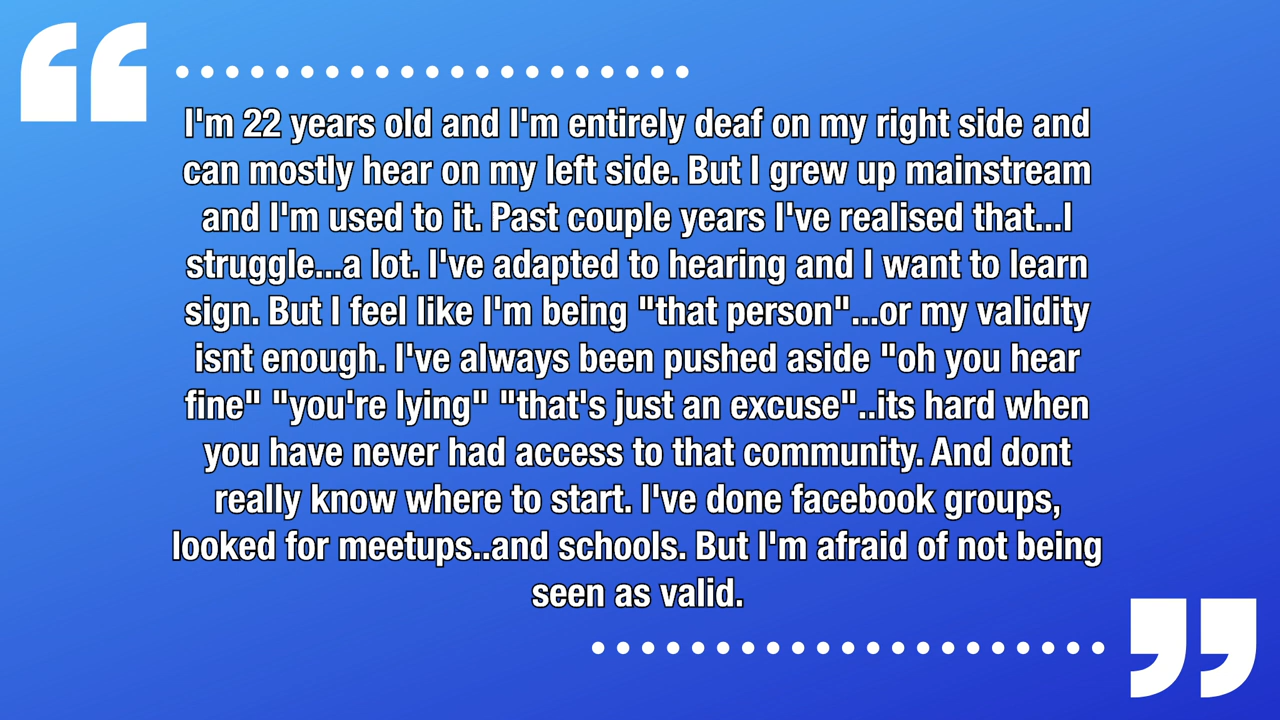 I'm 22 years old and I'm entirely deaf on my right side and
can mostly hear on my left side. But I grew up mainstream
and I'm used to it. Past couple years I've realised that...I
struggle...a lot. I've adapted to hearing and I want to learn
sign. But I feel like I'm being "that person"...or my validity
isnt enough. I've always been pushed aside "oh you hear
fine" "you're lying" "that's just an excuse"..its hard when
you have never had access to that community. And dont
really know where to start. I've done facebook groups,
looked for meetups..and schools. But I'm afraid of not being
seen as valid.